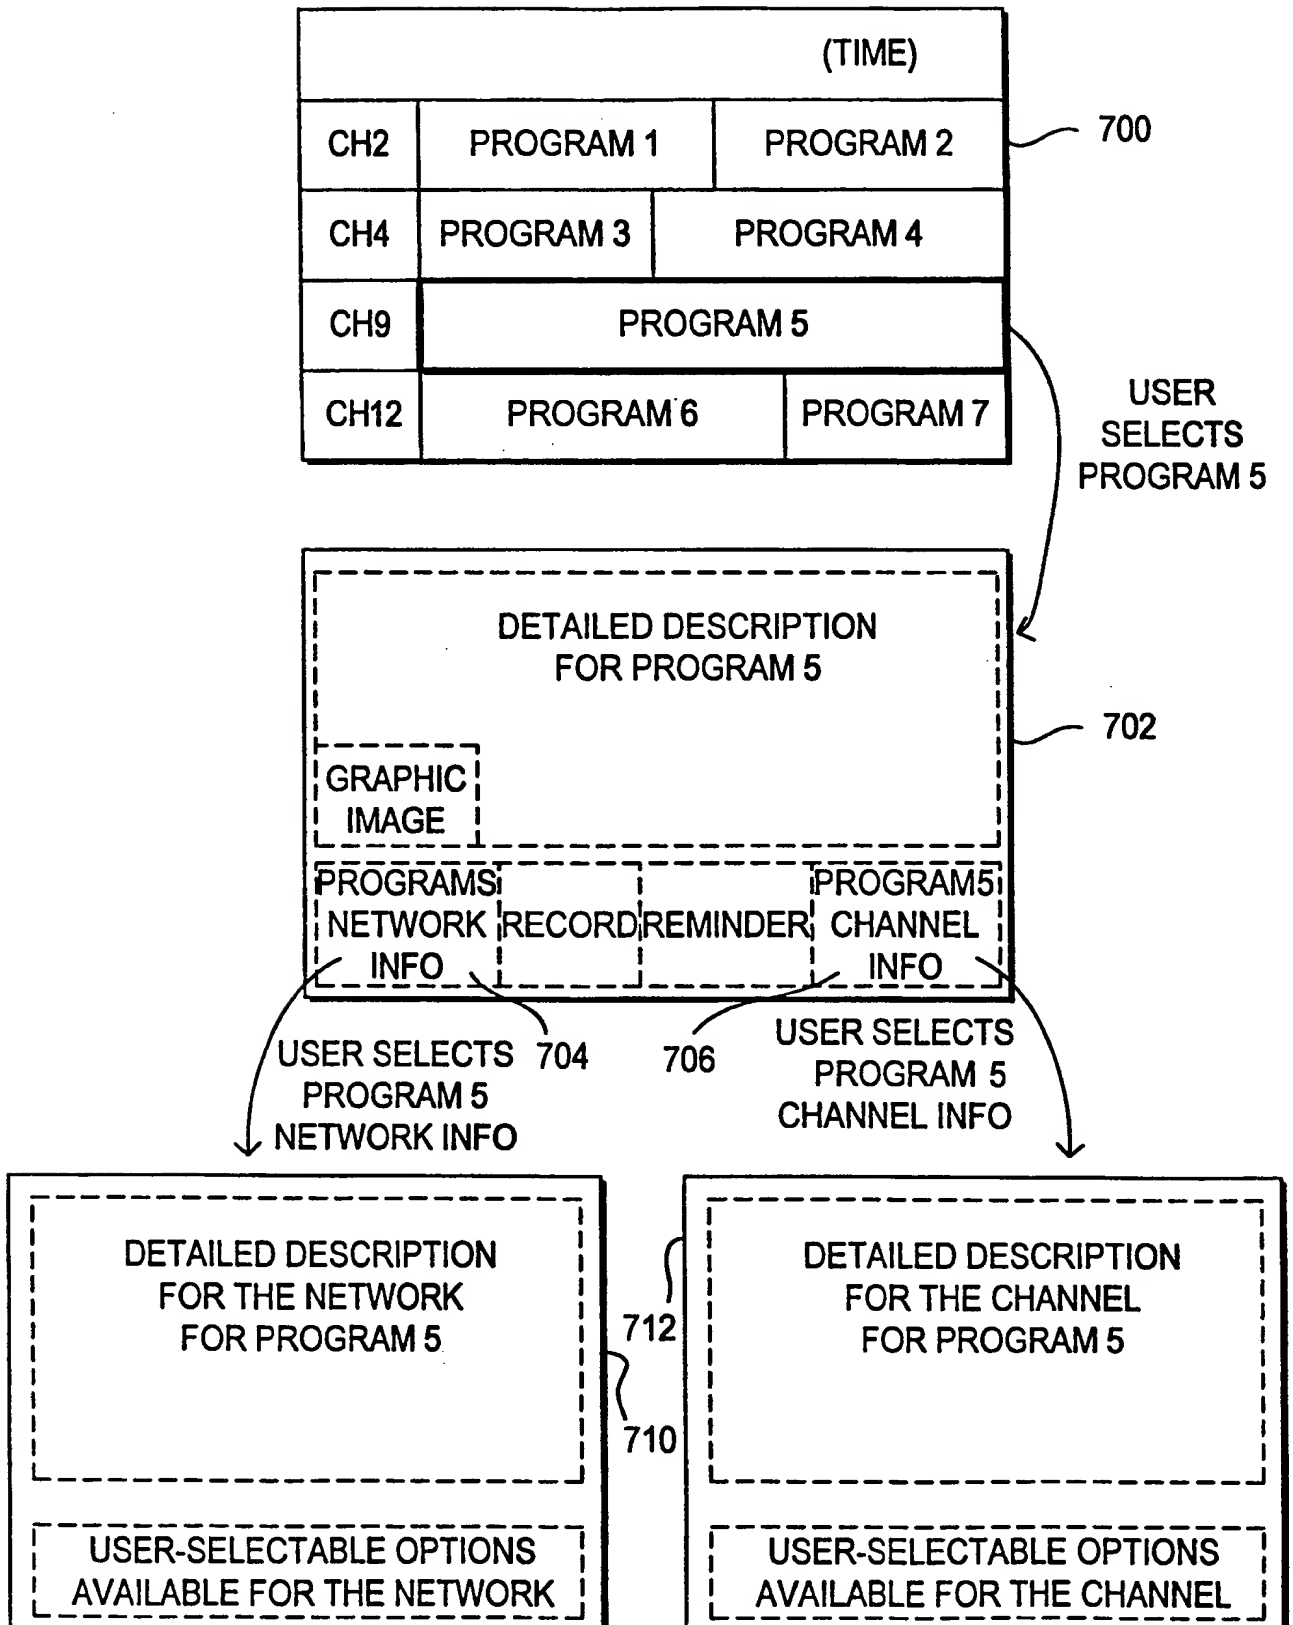 (TIME)
CH2 PROGRAM 1 PROGRAM 2
700
CH4 PROGRAM 3 PROGRAM 4
CH9 PROGRAM 5
CH12 PROGRAM 6 PROGRAM 7
USER
SELECTS
PROGRAM 5
DETAILED DESCRIPTION
FOR PROGRAM 5
702
GRAPHIC
IMAGE
PROGRAMS
NETWORK
INFO
RECORD
REMINDER
PROGRAM5
CHANNEL
INFO
USER SELECTS
PROGRAM 5
NETWORK INFO
704
706
USER SELECTS
PROGRAM 5
CHANNEL INFO
DETAILED DESCRIPTION
FOR THE NETWORK
FOR PROGRAM 5
710
USER-SELECTABLE OPTIONS
AVAILABLE FOR THE NETWORK
712
DETAILED DESCRIPTION
FOR THE CHANNEL
FOR PROGRAM 5
USER-SELECTABLE OPTIONS
AVAILABLE FOR THE CHANNEL